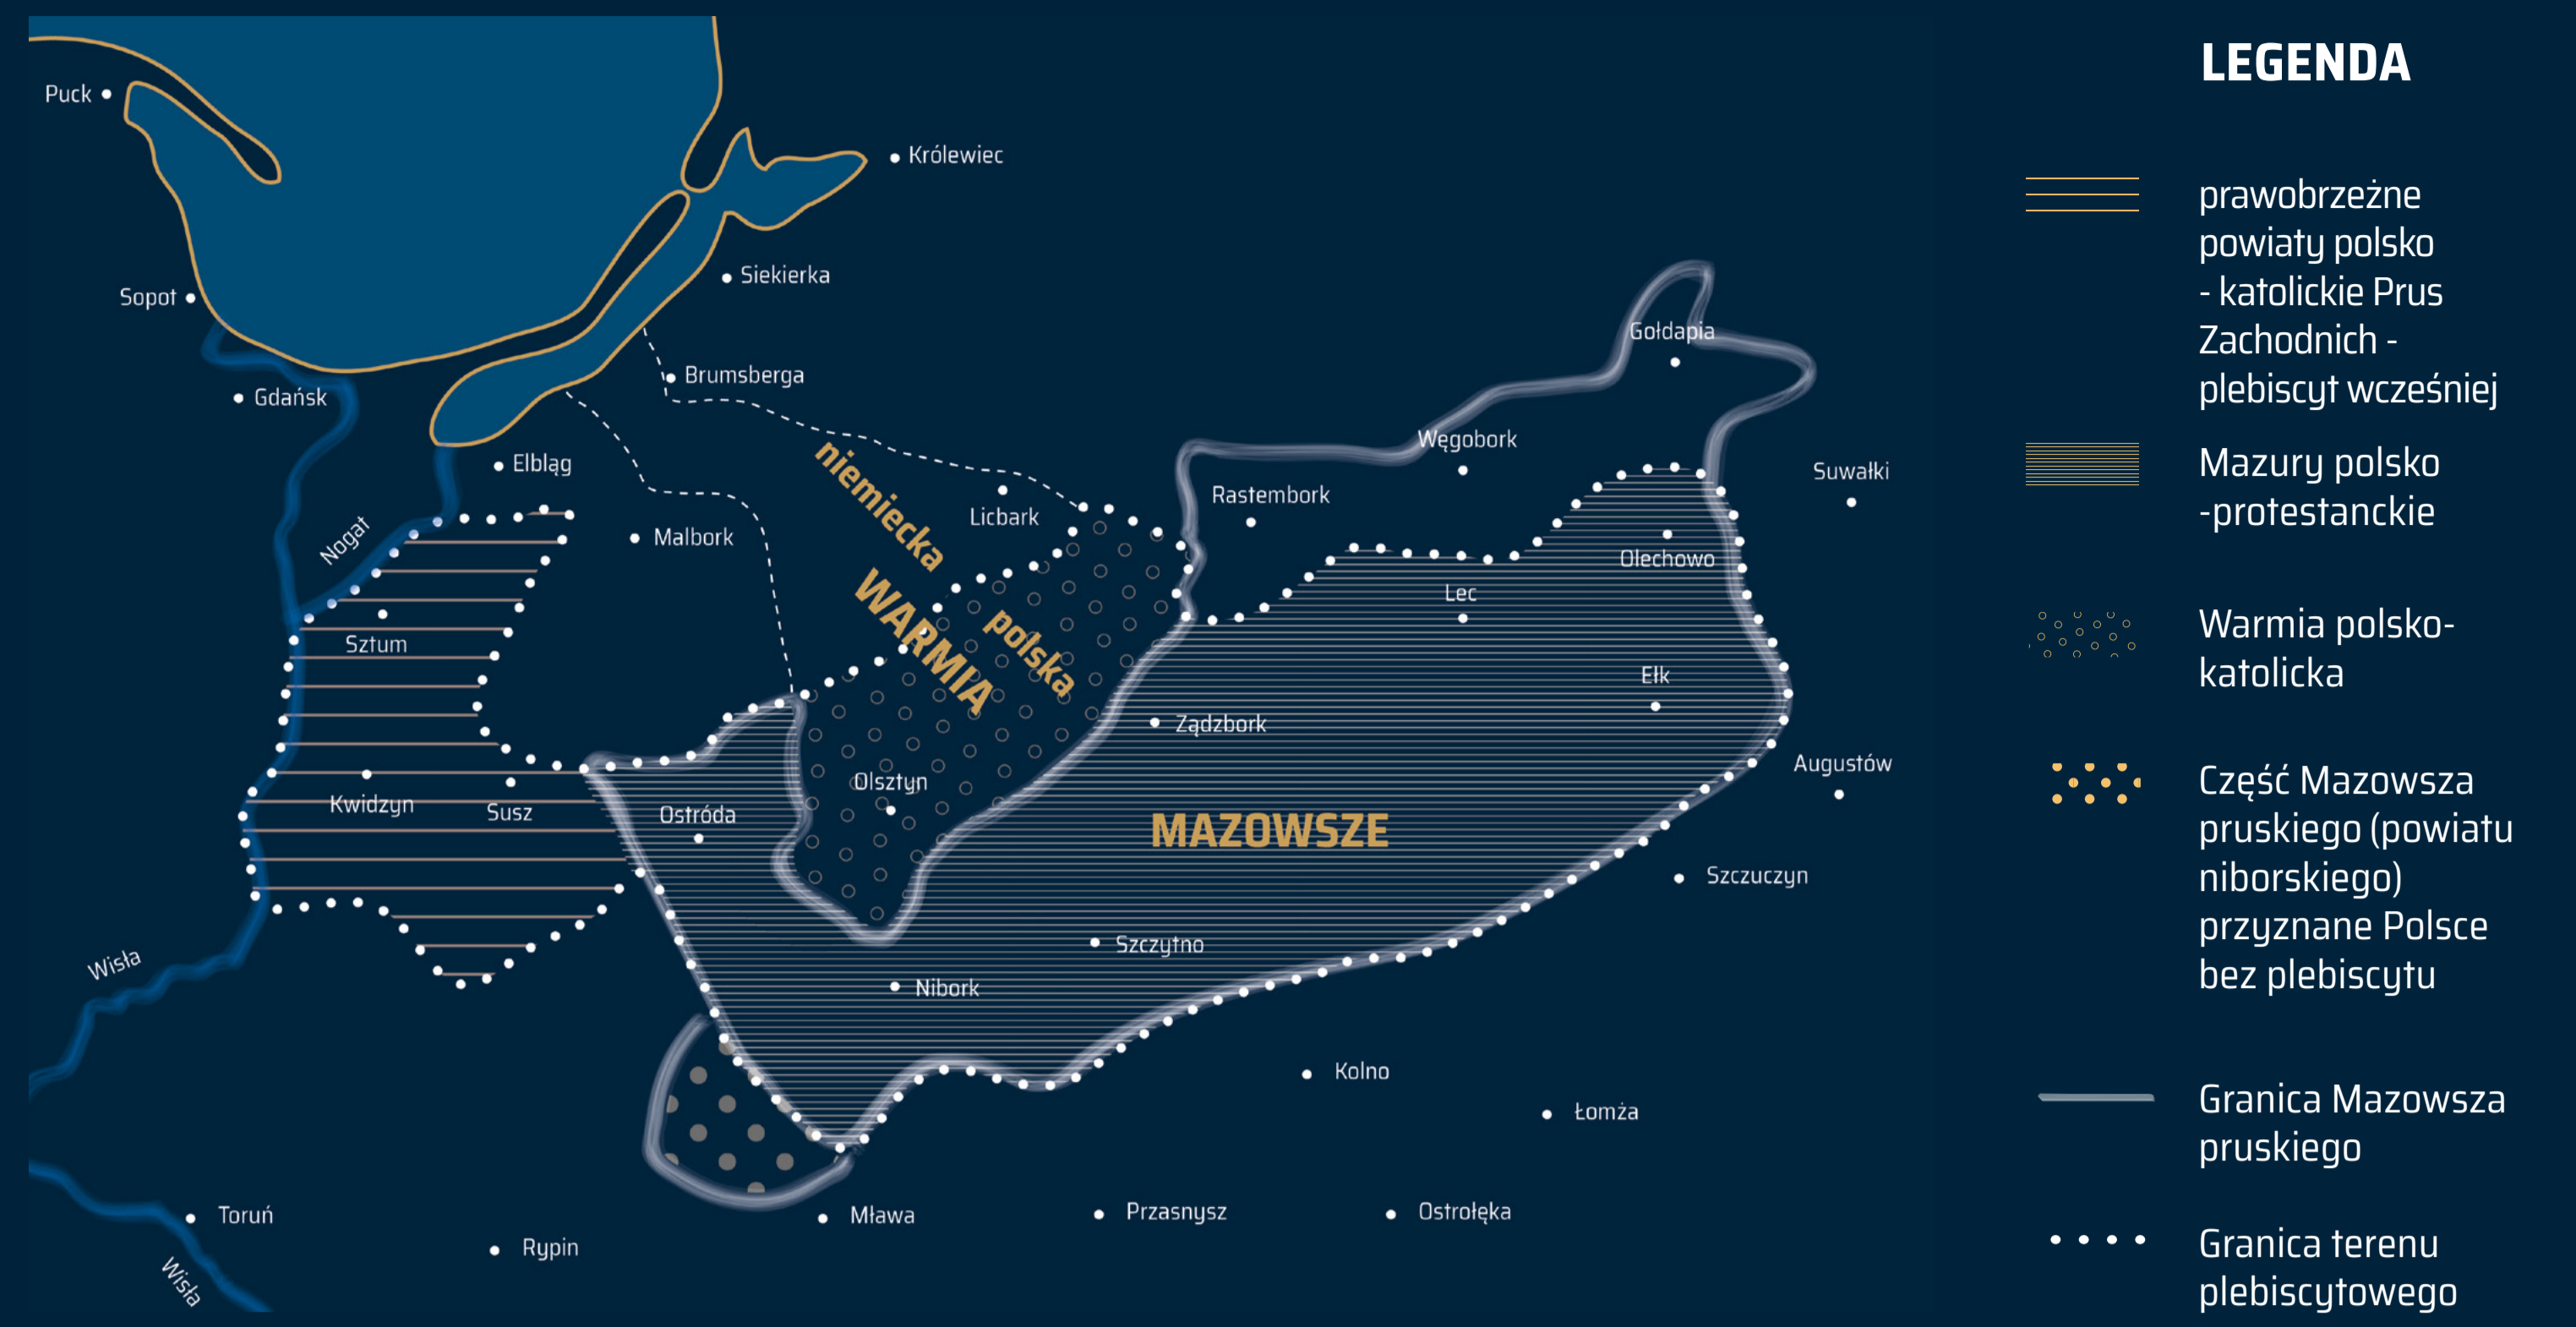 LEGENDA
Puck
Królewiec
Siekierka
Sopot
Brumsberga
Gdańsk
Elbląg
Nogat
Malbork
niemiecka
WARMIA
polska
Licbark
Rastembork
Węgobork
Gołdapia
Suwałki
Olechowo
Lec
Sztum
Ełk
Ządzbork
Augustów
Olsztyn
Kwidzyn
Susz
Ostróda
MAZOWSZE
Szczuczyn
Wisła
Szczytno
Nibork
Kolno
Łomża
Toruń
Mława
Przasnysz
Ostrołęka
Rypin
Wisła
prawobrzeżne
powiaty polsko
- katolickie Prus
Zachodnich -
plebiscyt wcześniej
Mazury polsko
-protestanckie
Warmia polsko-
katolicka
Część Mazowsza
pruskiego (powiatu
niborskiego)
przyznane Polsce
bez plebiscytu
Granica Mazowsza
pruskiego
Granica terenu
plebiscytowego